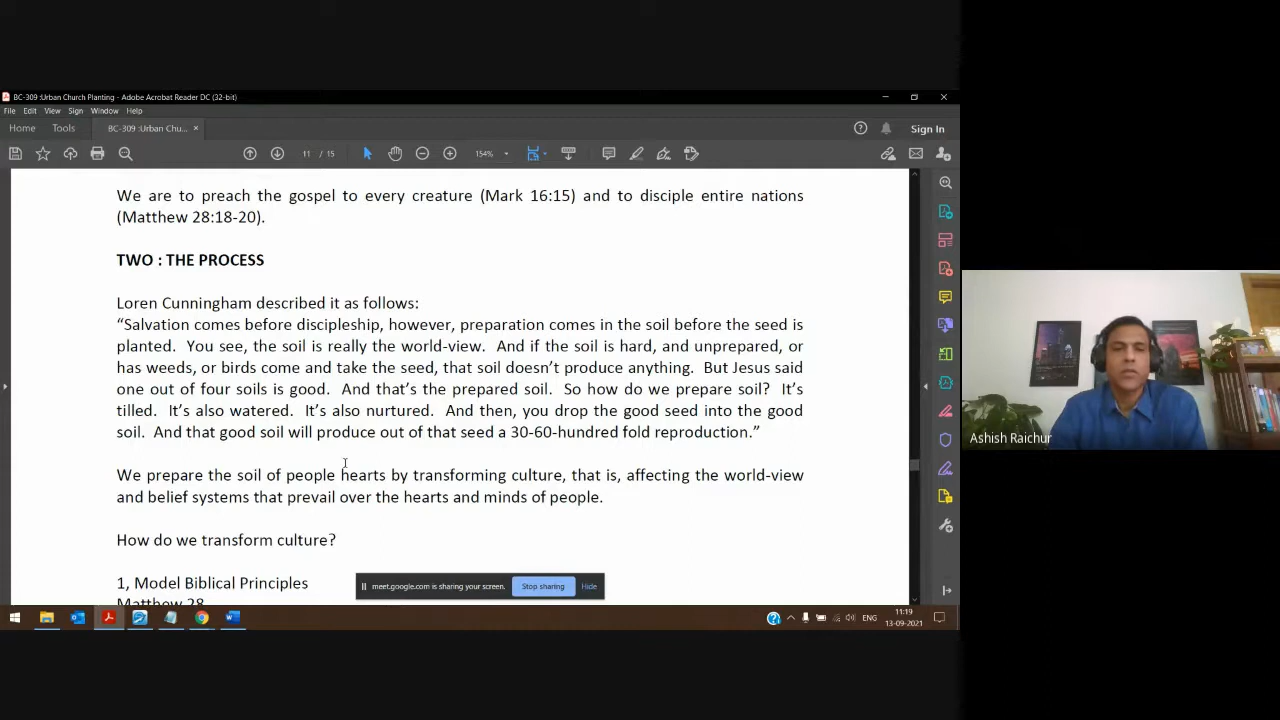 BC-309 :Urban Church Planting - Adobe Acrobat Reader DC (32-bit)
File Edit View Sign Window Help
Home Tools BC-309 :Urban Chu... × Sign In
11 / 15 154%
We are to preach the gospel to every creature (Mark 16:15) and to disciple entire nations
(Matthew 28:18-20).
TWO : THE PROCESS
Loren Cunningham described it as follows:
“Salvation comes before discipleship, however, preparation comes in the soil before the seed is
planted. You see, the soil is really the world-view. And if the soil is hard, and unprepared, or
has weeds, or birds come and take the seed, that soil doesn’t produce anything. But Jesus said
one out of four soils is good. And that’s the prepared soil. So how do we prepare soil? It’s
tilled. It’s also watered. It’s also nurtured. And then, you drop the good seed into the good
soil. And that good soil will produce out of that seed a 30-60-hundred fold reproduction.”
We prepare the soil of people hearts by transforming culture, that is, affecting the world-view
and belief systems that prevail over the hearts and minds of people.
How do we transform culture?
1, Model Biblical Principles
Matthew 28
meet.google.com is sharing your screen. Stop sharing Hide
ENG 11:19
13-09-2021
Ashish Raichur